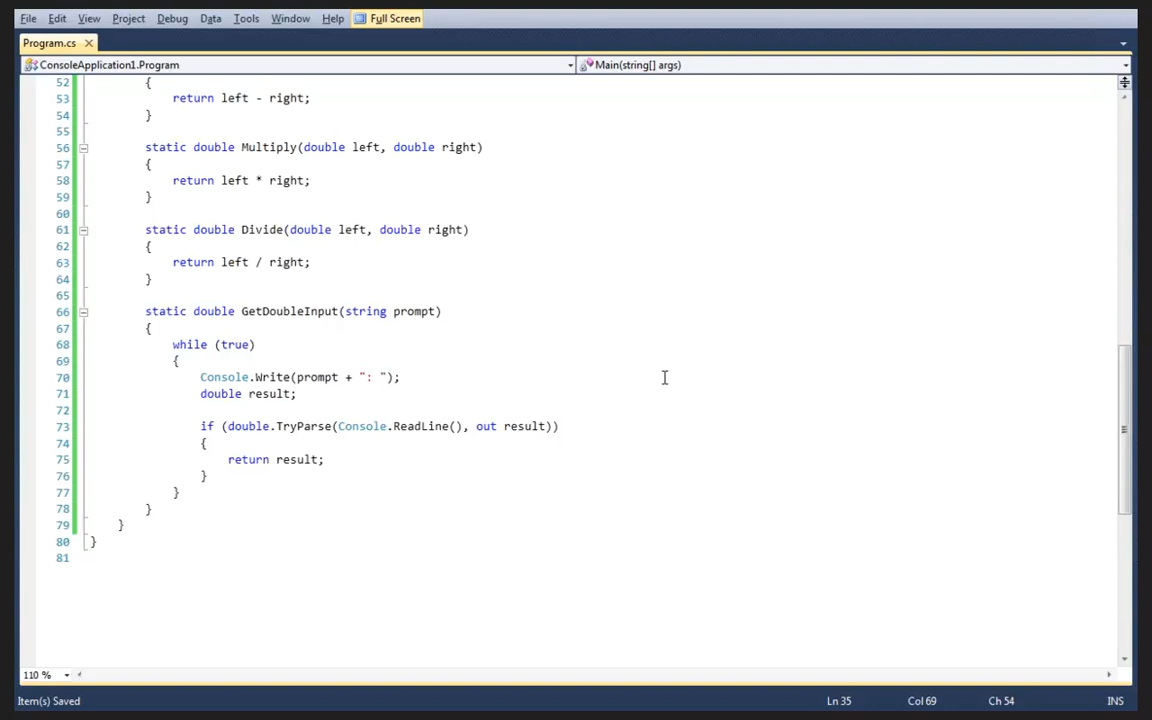 File Edit View Project Debug Data Tools Window Help Full Screen
Program.cs
ConsoleApplication1.Program Main(string[] args)
52 {
53 return left - right;
54 }
55
56 static double Multiply(double left, double right)
57 {
58 return left * right;
59 }
60
61 static double Divide(double left, double right)
62 {
63 return left / right;
64 }
65
66 static double GetDoubleInput(string prompt)
67 {
68 while (true)
69 {
70 Console.Write(prompt + ": ");
71 double result;
72
73 if (double.TryParse(Console.ReadLine(), out result))
74 {
75 return result;
76 }
77 }
78 }
79 }
80 }
81
110 %
Item(s) Saved Ln 35 Col 69 Ch 54 INS